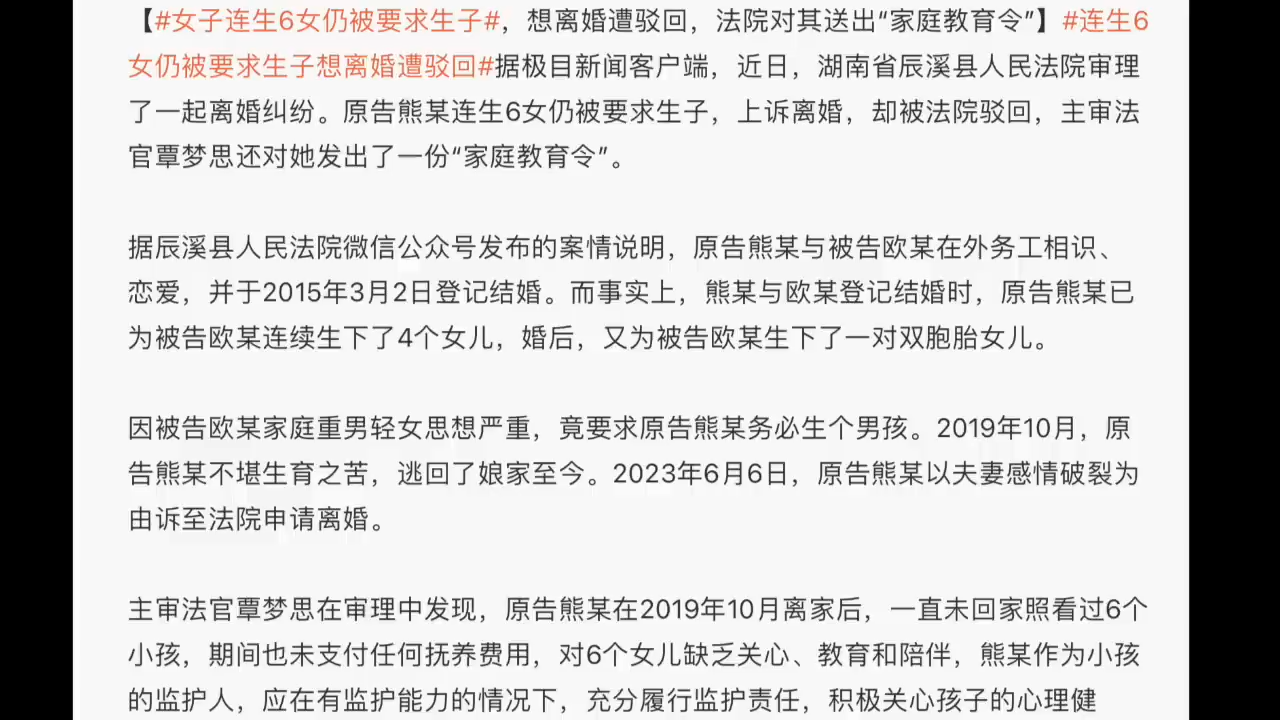 【#女子连生6女仍被要求生子#，想离婚遭驳回，法院对其送出“家庭教育令”】#连生6
女仍被要求生子想离婚遭驳回#据极目新闻客户端，近日，湖南省辰溪县人民法院审理
了一起离婚纠纷。原告熊某连生6女仍被要求生子，上诉离婚，却被法院驳回，主审法
官覃梦思还对她发出了一份“家庭教育令”。
据辰溪县人民法院微信公众号发布的案情说明，原告熊某与被告欧某在外务工相识、
恋爱，并于2015年3月2日登记结婚。而事实上，熊某与欧某登记结婚时，原告熊某已
为被告欧某连续生下了4个女儿，婚后，又为被告欧某生下了一对双胞胎女儿。
因被告欧某家庭重男轻女思想严重，竟要求原告熊某务必生个男孩。2019年10月，原
告熊某不堪生育之苦，逃回了娘家至今。2023年6月6日，原告熊某以夫妻感情破裂为
由诉至法院申请离婚。
主审法官覃梦思在审理中发现，原告熊某在2019年10月离家后，一直未回家照看过6个
小孩，期间也未支付任何抚养费用，对6个女儿缺乏关心、教育和陪伴，熊某作为小孩
的监护人，应在有监护能力的情况下，充分履行监护责任，积极关心孩子的心理健